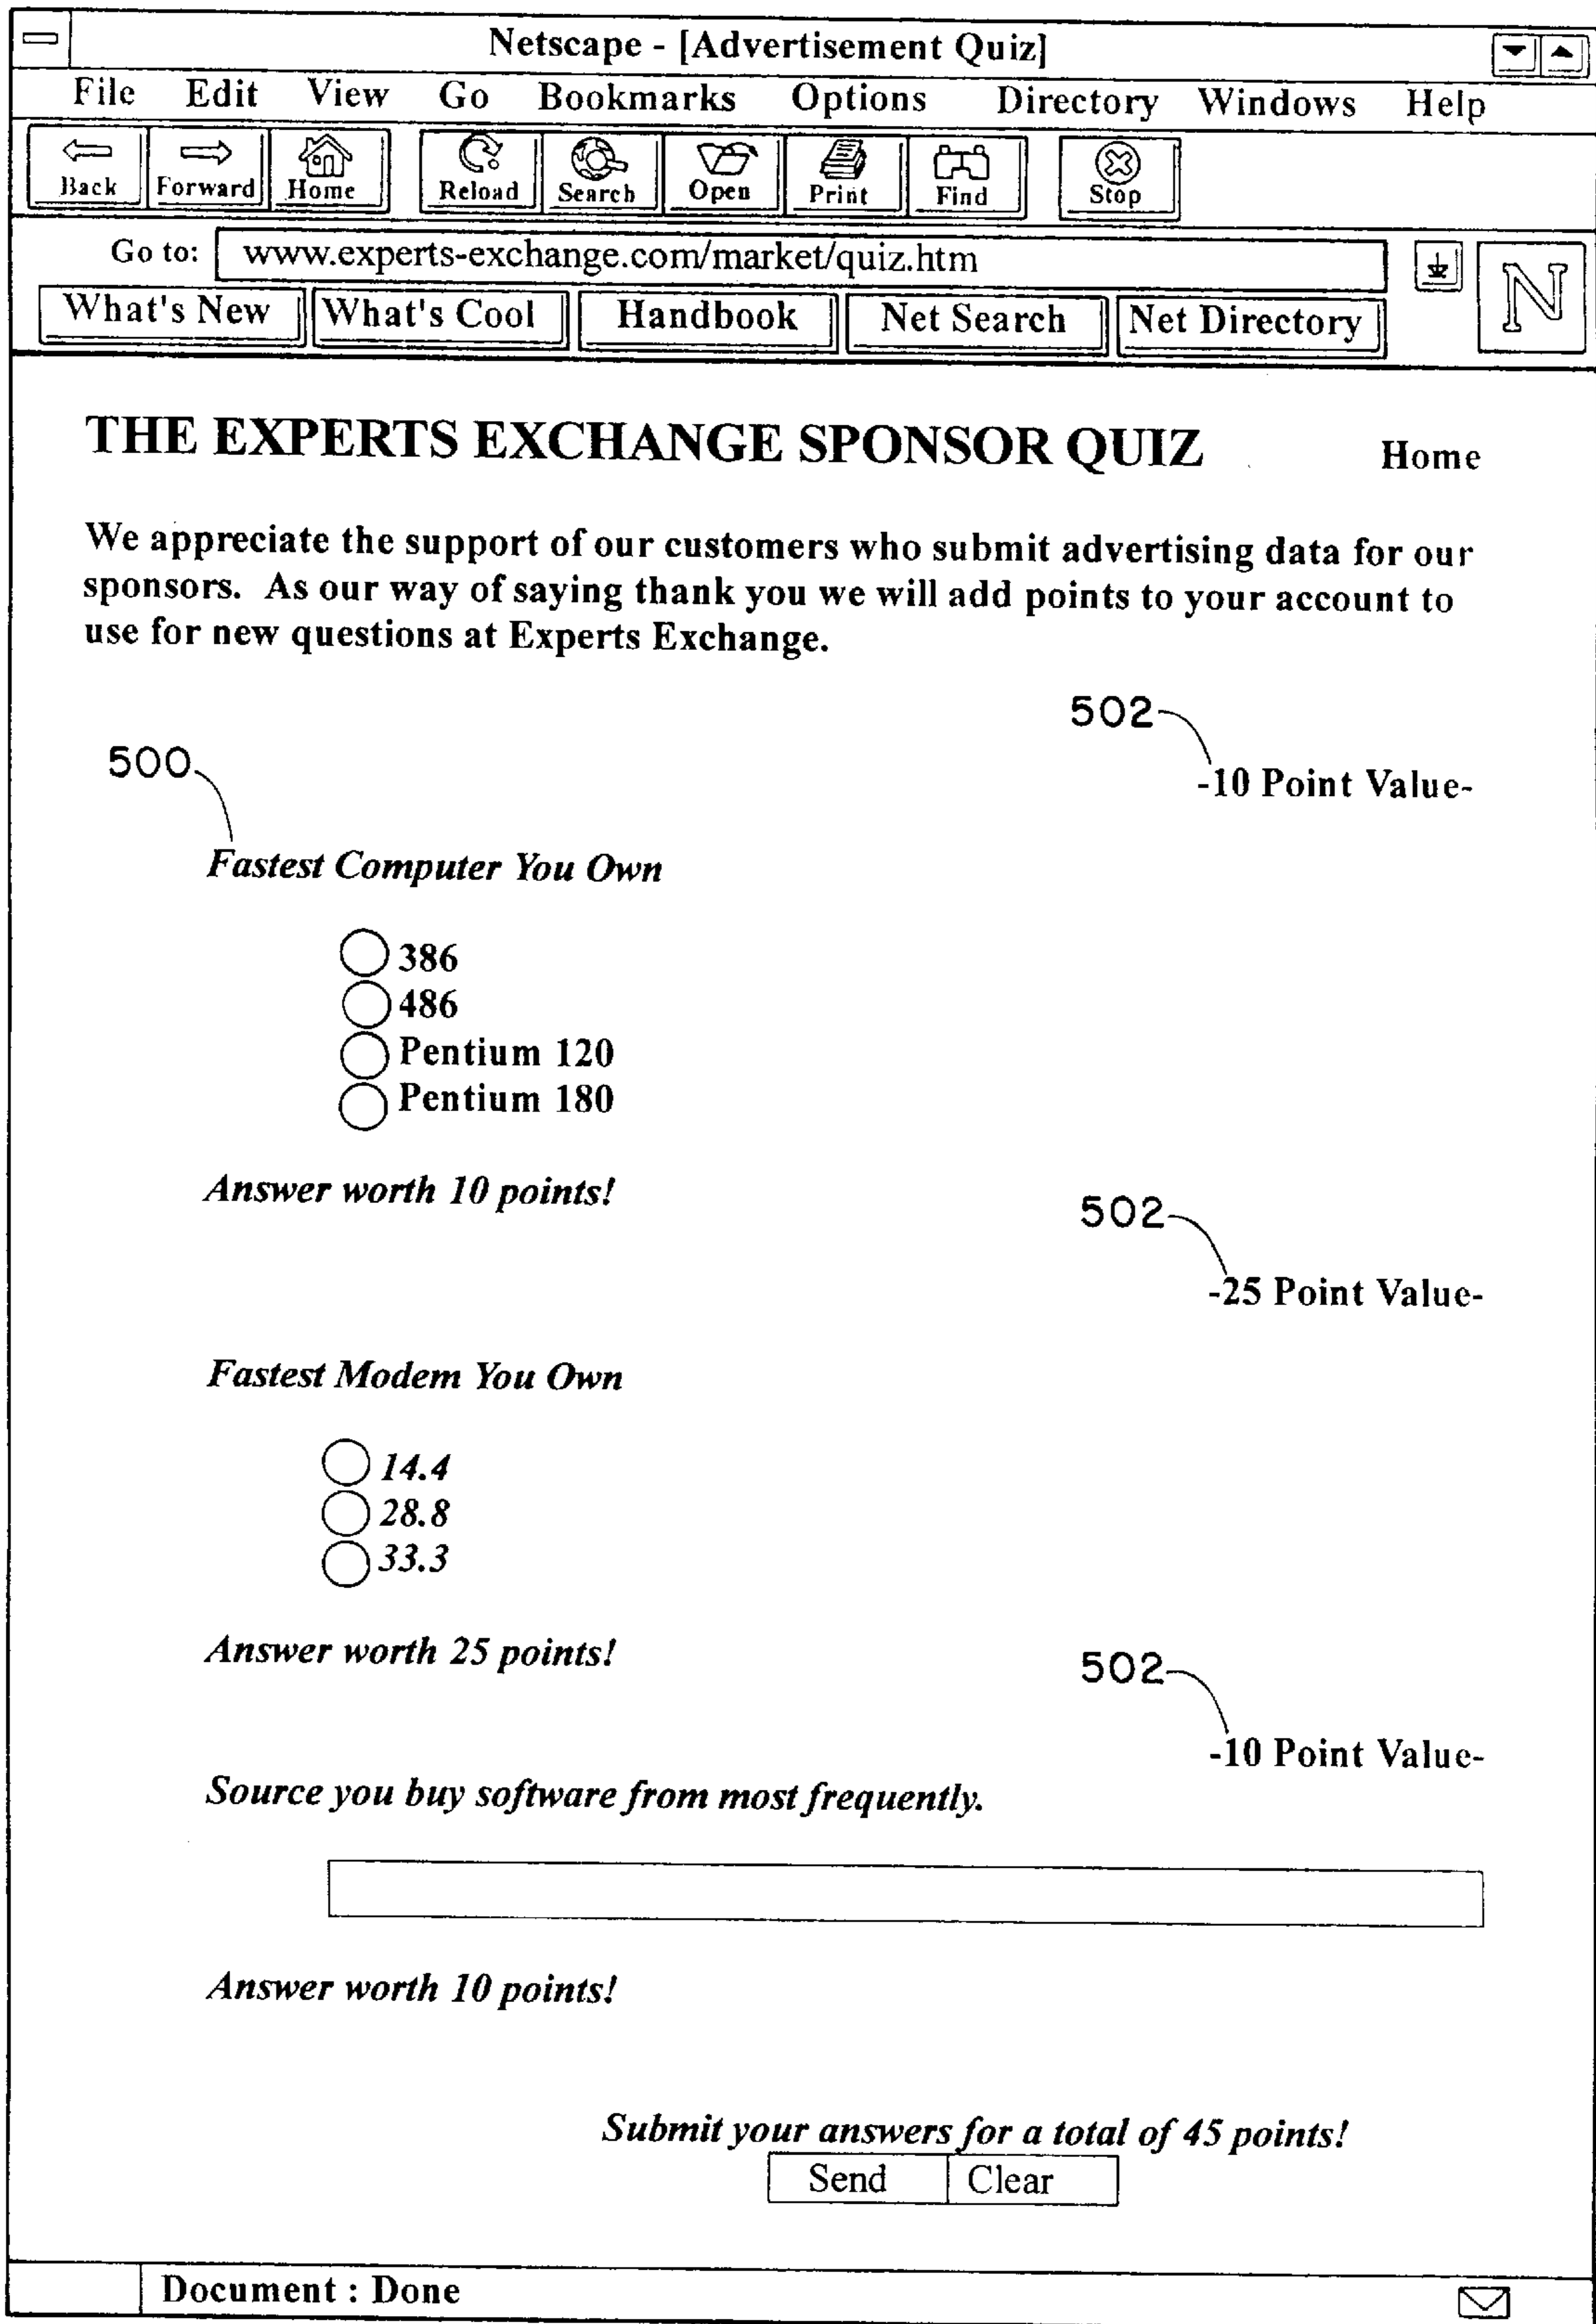 Netscape - [Advertisement Quiz]
File Edit View Go Bookmarks Options Directory Windows Help
Back Forward Home Reload Search Open Print Find Stop
Go to: www.experts-exchange.com/market/quiz.htm
N
What's New What's Cool Handbook Net Search Net Directory
THE EXPERTS EXCHANGE SPONSOR QUIZ Home
We appreciate the support of our customers who submit advertising data for our
sponsors. As our way of saying thank you we will add points to your account to
use for new questions at Experts Exchange.
502
500
-10 Point Value-
Fastest Computer You Own
386
486
Pentium 120
Pentium 180
Answer worth 10 points!
502
-25 Point Value-
Fastest Modem You Own
14.4
28.8
33.3
Answer worth 25 points!
502
-10 Point Value-
Source you buy software from most frequently.
Answer worth 10 points!
Submit your answers for a total of 45 points!
Send Clear
Document : Done